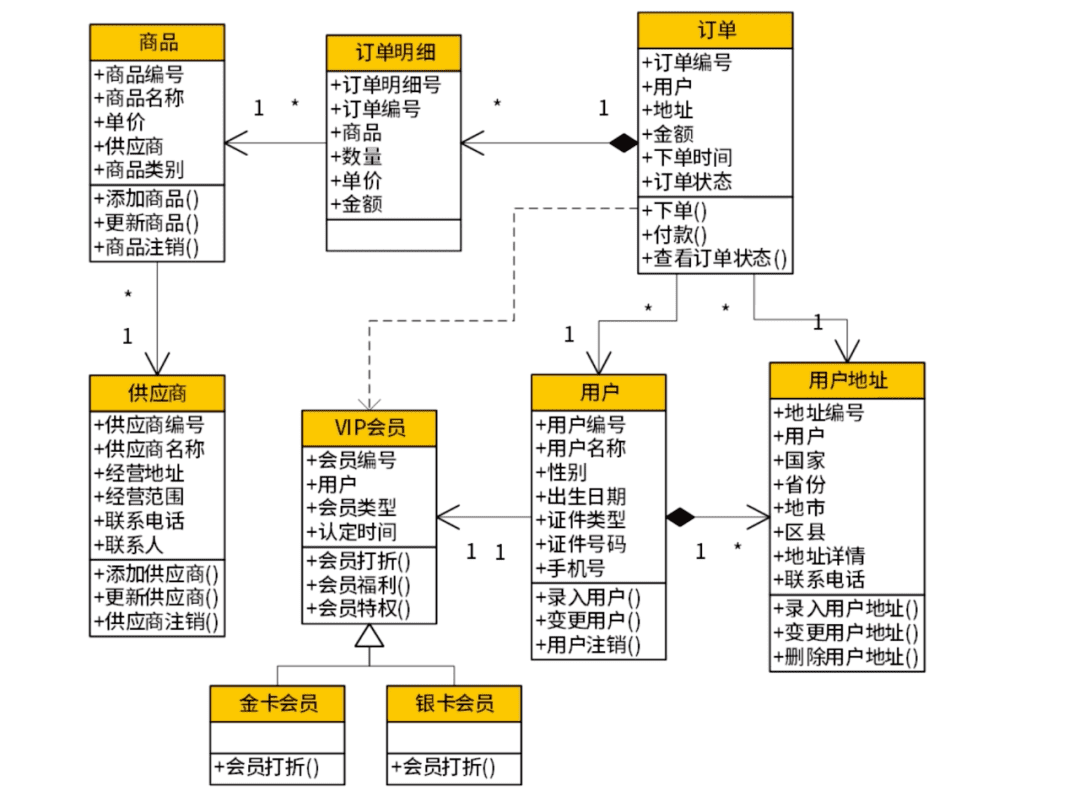 商品
+商品编号
+商品名称
+单价
+供应商
+商品类别
+添加商品()
+更新商品()
+商品注销()
1
*
订单明细
+订单明细号
+订单编号
+商品
+数量
+单价
+金额
*
1
订单
+订单编号
+用户
+地址
+金额
+下单时间
+订单状态
+下单()
+付款()
+查看订单状态()
*
1
*
1
*
1
供应商
+供应商编号
+供应商名称
+经营地址
+经营范围
+联系电话
+联系人
+添加供应商()
+更新供应商()
+供应商注销()
VIP会员
+会员编号
+用户
+会员类型
+认定时间
+会员打折()
+会员福利()
+会员特权()
1
1
用户
+用户编号
+用户名称
+性别
+出生日期
+证件类型
+证件号码
+手机号
+录入用户()
+变更用户()
+用户注销()
1
*
用户地址
+地址编号
+用户
+国家
+省份
+地市
+区县
+地址详情
+联系电话
+录入用户地址()
+变更用户地址()
+删除用户地址()
金卡会员
+会员打折()
银卡会员
+会员打折()